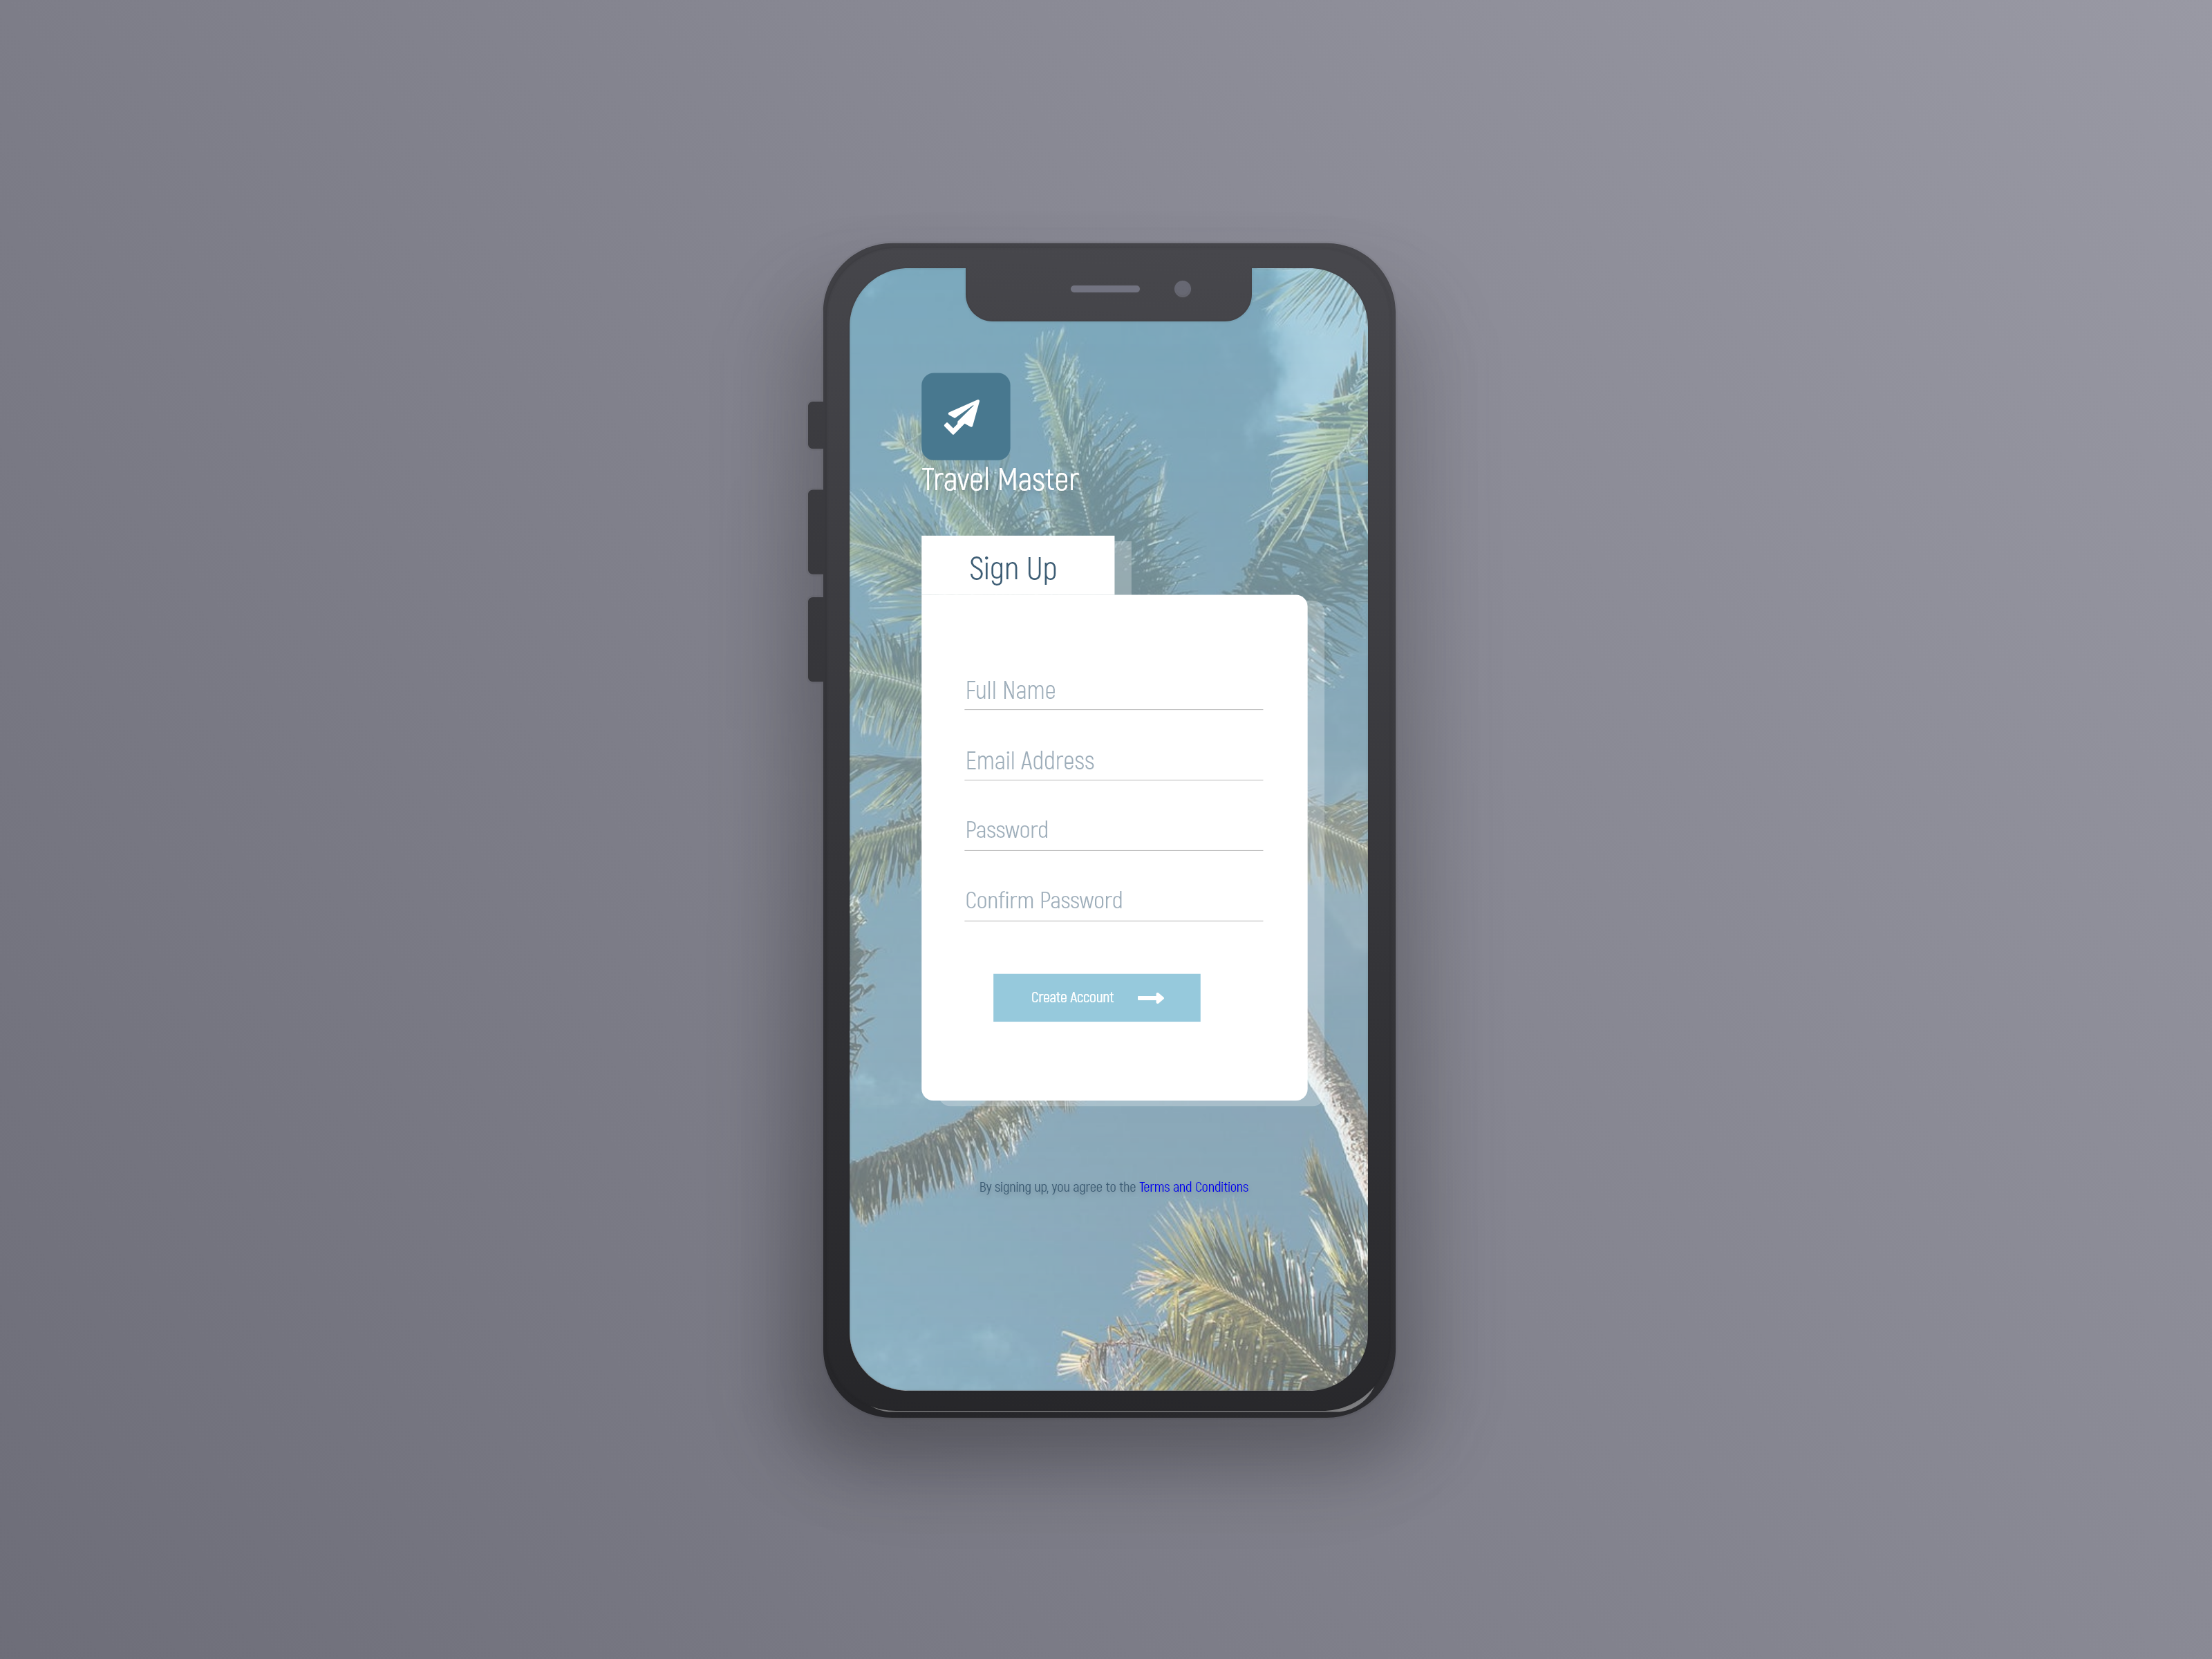 Travel Master
Sign Up
Full Name
Email Address
Password
Confirm Password
Create Account
By signing up, you agree to the Terms and Conditions